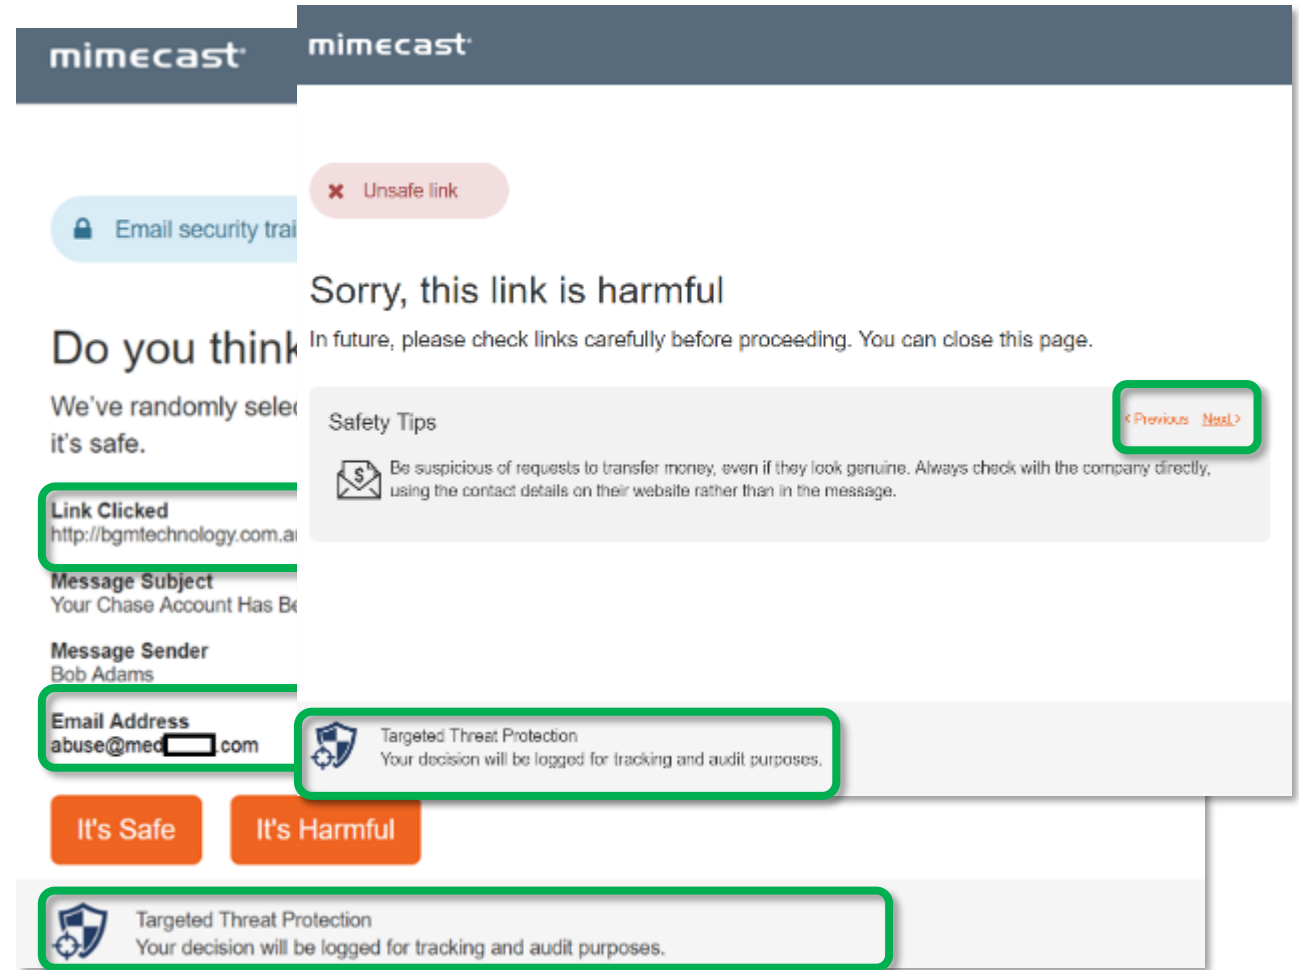 mimecast
Email security trai
Do you think
We've randomly selec
it's safe.
Link Clicked
http://bgmtechnology.com.ar
Message Subject
Your Chase Account Has Be
Message Sender
Bob Adams
Email Address
abuse@med .com
It's Safe
It's Harmful
Targeted Threat Protection
Your decision will be logged for tracking and audit purposes.
mimecast
Unsafe link
Sorry, this link is harmful
In future, please check links carefully before proceeding. You can close this page.
Safety Tips
< Previous Next >
Be suspicious of requests to transfer money, even if they look genuine. Always check with the company directly,
using the contact details on their website rather than in the message.
Targeted Threat Protection
Your decision will be logged for tracking and audit purposes.